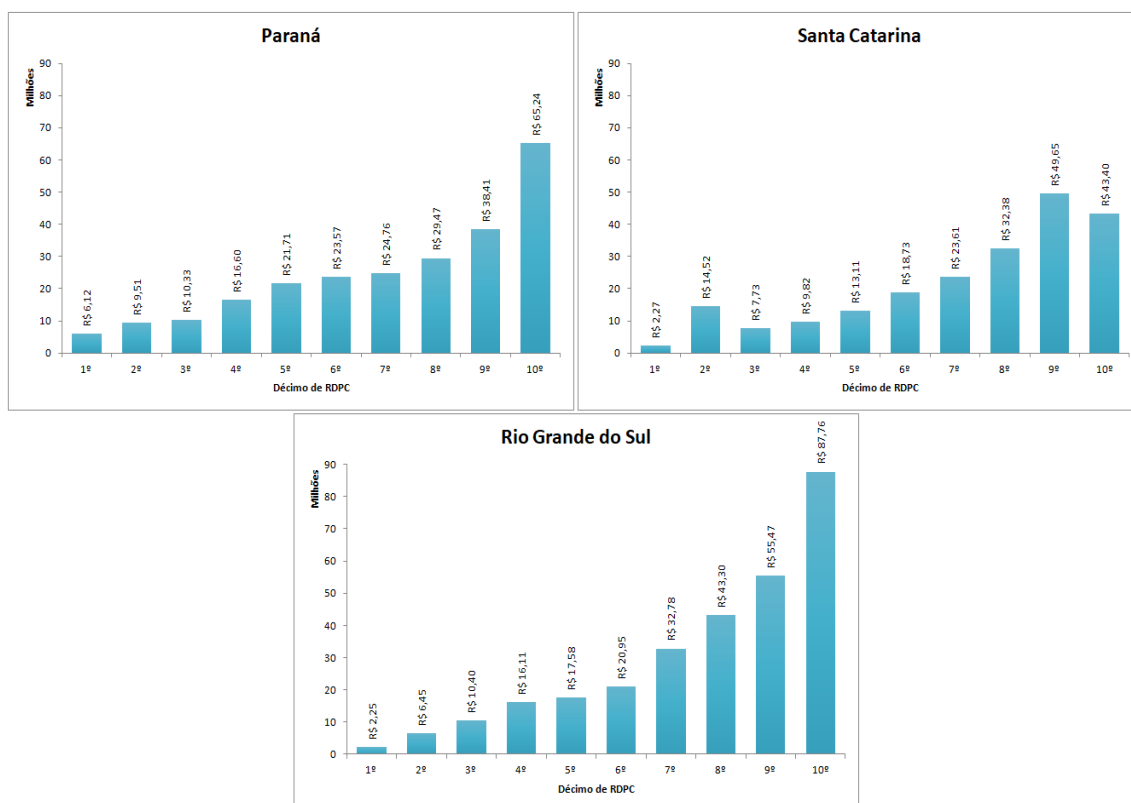 Paraná
Milhões
90
80
70
60
50
40
30
20
10
0
R$ 6,12
R$ 9,51
R$ 10,33
R$ 16,60
R$ 21,71
R$ 23,57
R$ 24,76
R$ 29,47
R$ 38,41
R$ 65,24
1º 2º 3º 4º 5º 6º 7º 8º 9º 10º
Décimo de RDPC
Santa Catarina
Milhões
90
80
70
60
50
40
30
20
10
0
R$ 2,27
R$ 14,52
R$ 7,73
R$ 9,82
R$ 13,11
R$ 18,73
R$ 23,61
R$ 32,38
R$ 49,65
R$ 43,40
1º 2º 3º 4º 5º 6º 7º 8º 9º 10º
Décimo de RDPC
Rio Grande do Sul
Milhões
90
80
70
60
50
40
30
20
10
0
R$ 2,25
R$ 6,45
R$ 10,40
R$ 16,11
R$ 17,58
R$ 20,95
R$ 32,78
R$ 43,30
R$ 55,47
R$ 87,76
1º 2º 3º 4º 5º 6º 7º 8º 9º 10º
Décimo de RDPC